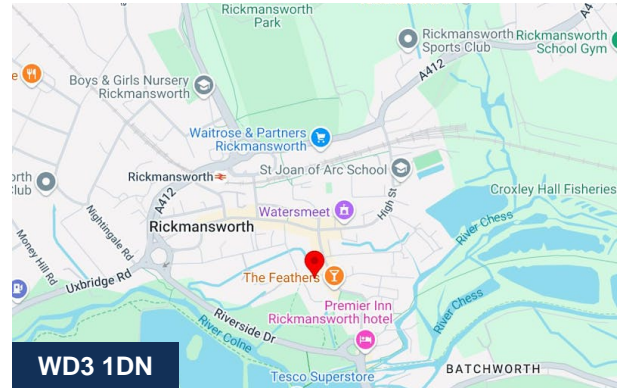 Rickmansworth
Park
Rickmansworth
Sports Club
Rickmansworth
School Gym
A4
A412
Boys & Girls Nursery
Rickmansworth
Waitrose & Partners
Rickmansworth
St Joan of Arc School
Rickmansworth
Croxley Hall Fisheries
orth
Club
A412
High St
Watersmeet
Nightingale Rd
Rickmansworth
River Chess
Money Hill Rd
The Feathers
Uxbridge Rd
Premier Inn
Rickmansworth hotel
River Chess
Riverside Dr
River Colne
Tesco Superstore
BATCHWORTH
WD3 1DN